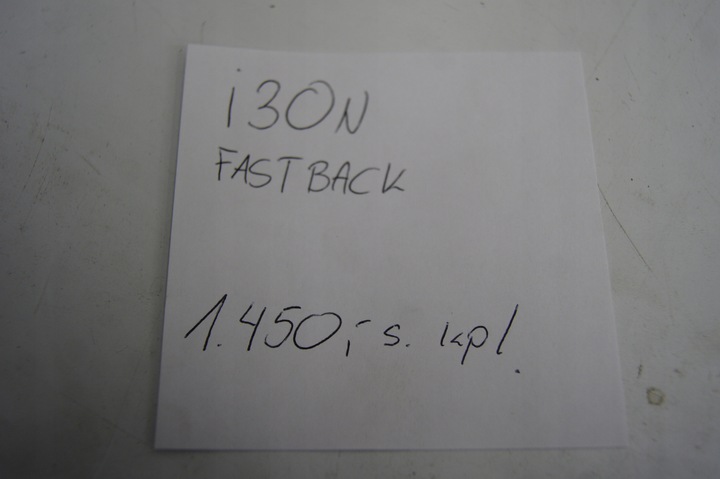 i30N
FASTBACK
1.450,- s. kpl.